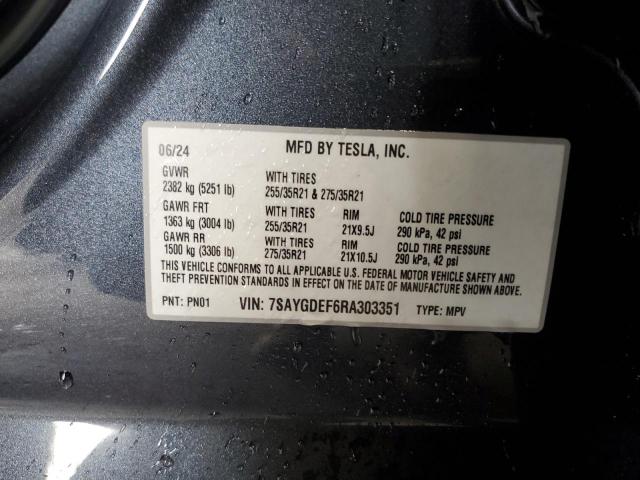 06/24 MFD BY TESLA, INC.
GVWR WITH TIRES
2382 kg (5251 lb) 255/35R21 & 275/35R21
GAWR FRT WITH TIRES RIM COLD TIRE PRESSURE
1363 kg (3004 lb) 255/35R21 21X9.5J 290 kPa, 42 psi
GAWR RR WITH TIRES RIM COLD TIRE PRESSURE
1500 kg (3306 lb) 275/35R21 21X10.5J 290 kPa, 42 psi
THIS VEHICLE CONFORMS TO ALL APPLICABLE U.S. FEDERAL MOTOR VEHICLE SAFETY AND
THEFT PREVENTION STANDARDS IN EFFECT ON THE DATE OF MANUFACTURE SHOWN ABOVE.
PNT: PN01 VIN: 7SAYGDEF6RA303351 TYPE: MPV